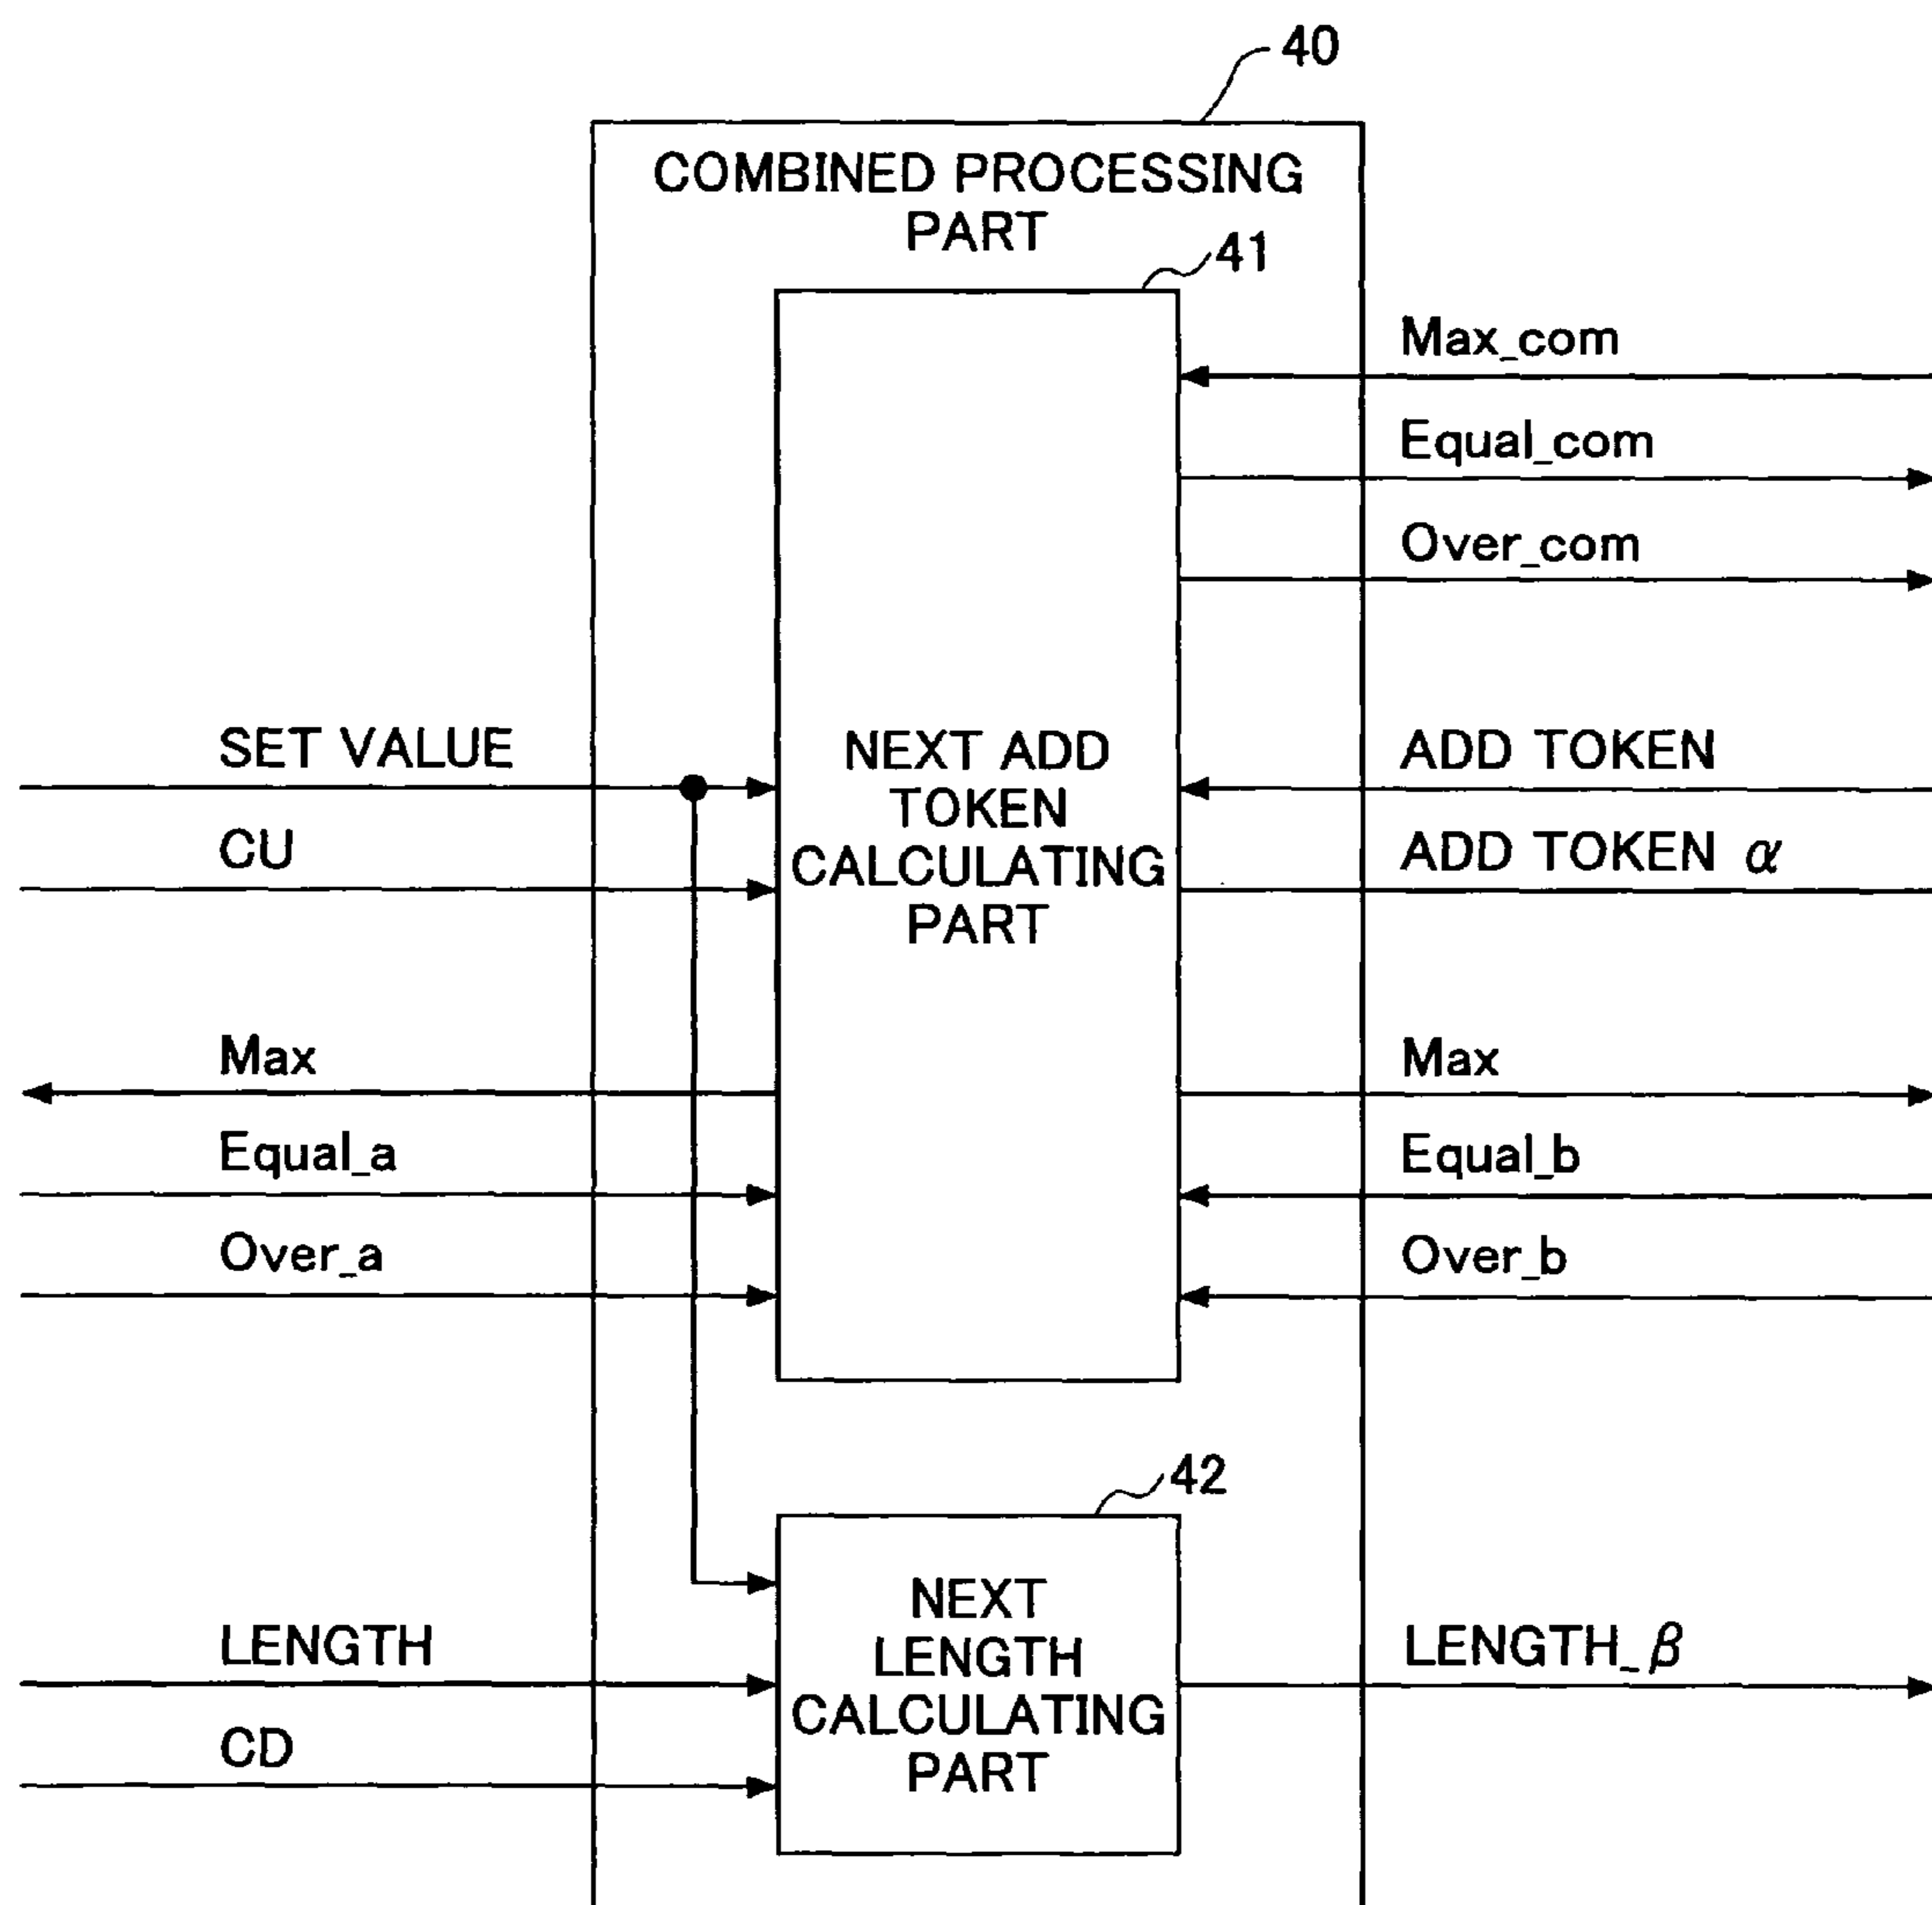 40
COMBINED PROCESSING
PART
41
Max_com
Equal_com
Over_com
SET VALUE
CU
NEXT ADD
TOKEN
CALCULATING
PART
ADD TOKEN
ADD TOKEN α
Max
Equal_a
Over_a
Max
Equal_b
Over_b
42
NEXT
LENGTH
CALCULATING
PART
LENGTH
CD
LENGTH_β